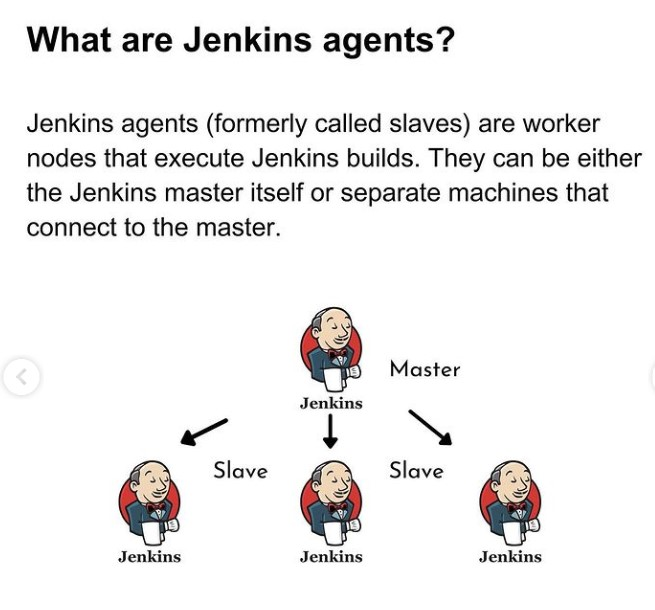 What are Jenkins agents?
Jenkins agents (formerly called slaves) are worker
nodes that execute Jenkins builds. They can be either
the Jenkins master itself or separate machines that
connect to the master.
Master
Jenkins
Slave
Slave
Jenkins
Jenkins
Jenkins